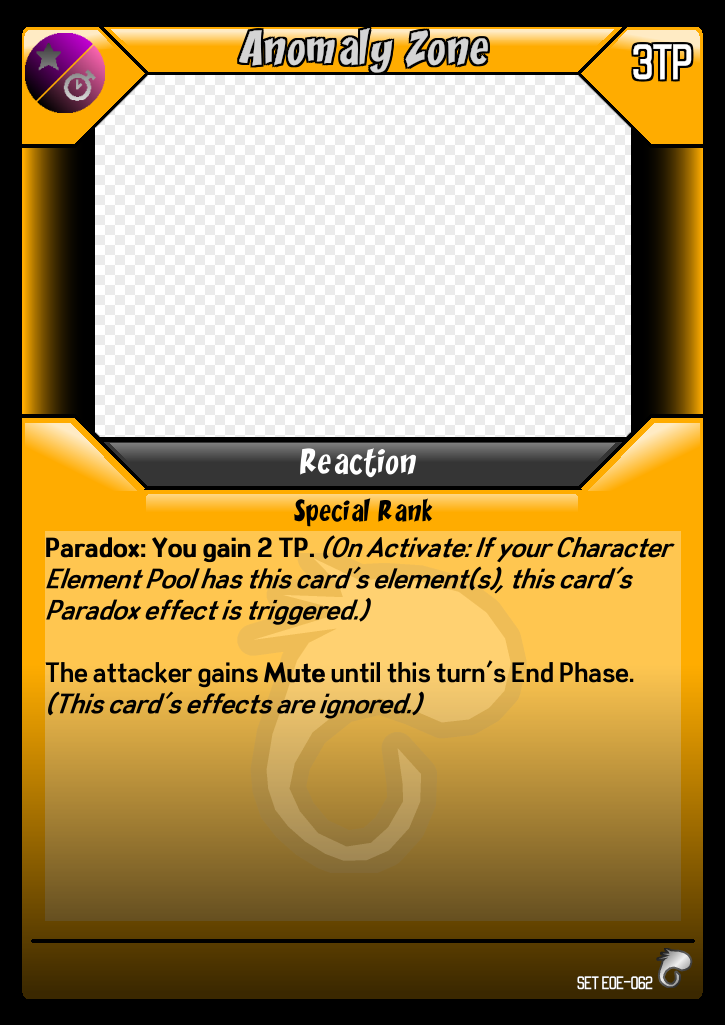 Anomaly Zone
3TP
Reaction
Special Rank
Paradox: You gain 2 TP. (On Activate: If your Character
Element Pool has this card's element(s), this card's
Paradox effect is triggered.)
The attacker gains Mute until this turn's End Phase.
(This card's effects are ignored.)
SET EOE-062